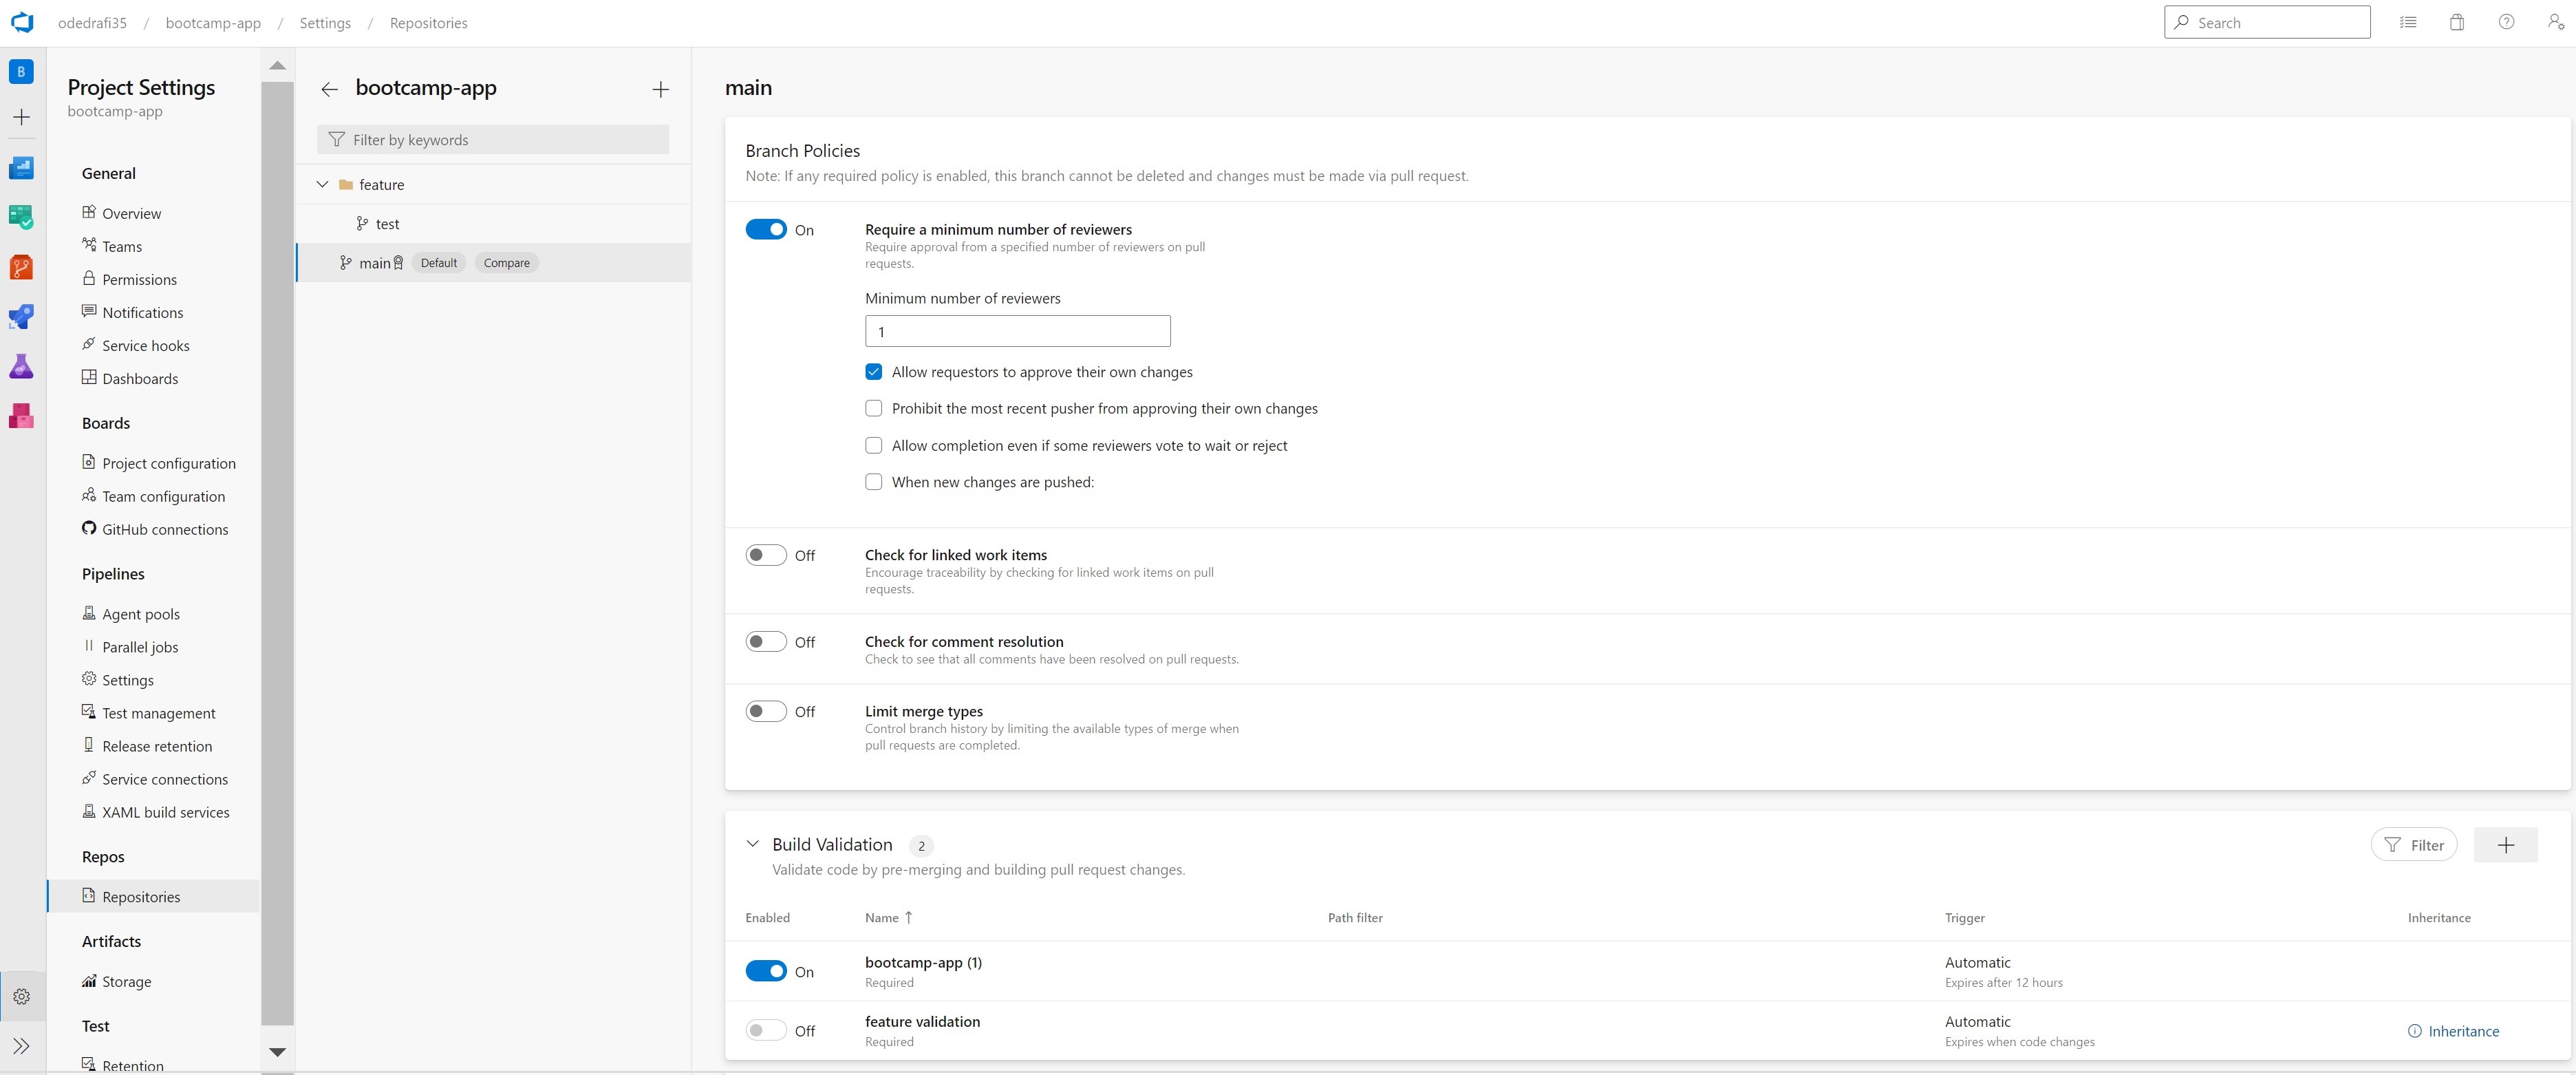 odedrafi35 / bootcamp-app / Settings / Repositories
Search
B
Project Settings
bootcamp-app
General
Overview
Teams
Permissions
Notifications
Service hooks
Dashboards
Boards
Project configuration
Team configuration
GitHub connections
Pipelines
Agent pools
Parallel jobs
Settings
Test management
Release retention
Service connections
XAML build services
Repos
Repositories
Artifacts
Storage
Test
Retention
bootcamp-app
Filter by keywords
feature
test
main Default Compare
main
Branch Policies
Note: If any required policy is enabled, this branch cannot be deleted and changes must be made via pull request.
On Require a minimum number of reviewers
Require approval from a specified number of reviewers on pull
requests.
Minimum number of reviewers
1
Allow requestors to approve their own changes
Prohibit the most recent pusher from approving their own changes
Allow completion even if some reviewers vote to wait or reject
When new changes are pushed:
Off Check for linked work items
Encourage traceability by checking for linked work items on pull
requests.
Off Check for comment resolution
Check to see that all comments have been resolved on pull requests.
Off Limit merge types
Control branch history by limiting the available types of merge when
pull requests are completed.
Build Validation 2
Filter
Validate code by pre-merging and building pull request changes.
Enabled Name Path filter Trigger Inheritance
On bootcamp-app (1) Automatic
Required Expires after 12 hours
Off feature validation Automatic Inheritance
Required Expires when code changes